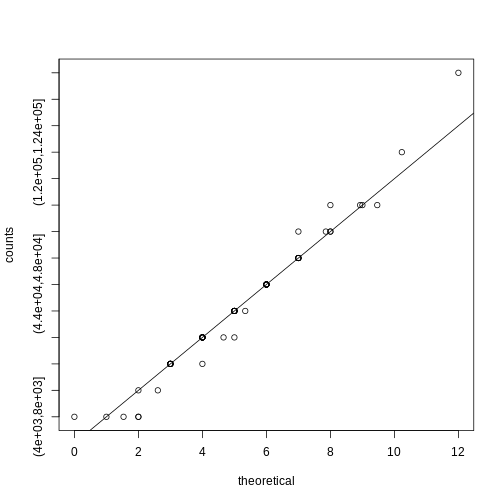 (1.2e+05,1.24e+05]
(4.4e+04,4.8e+04]
(4e+03,8e+03]
counts
0 2 4 6 8 10 12
theoretical